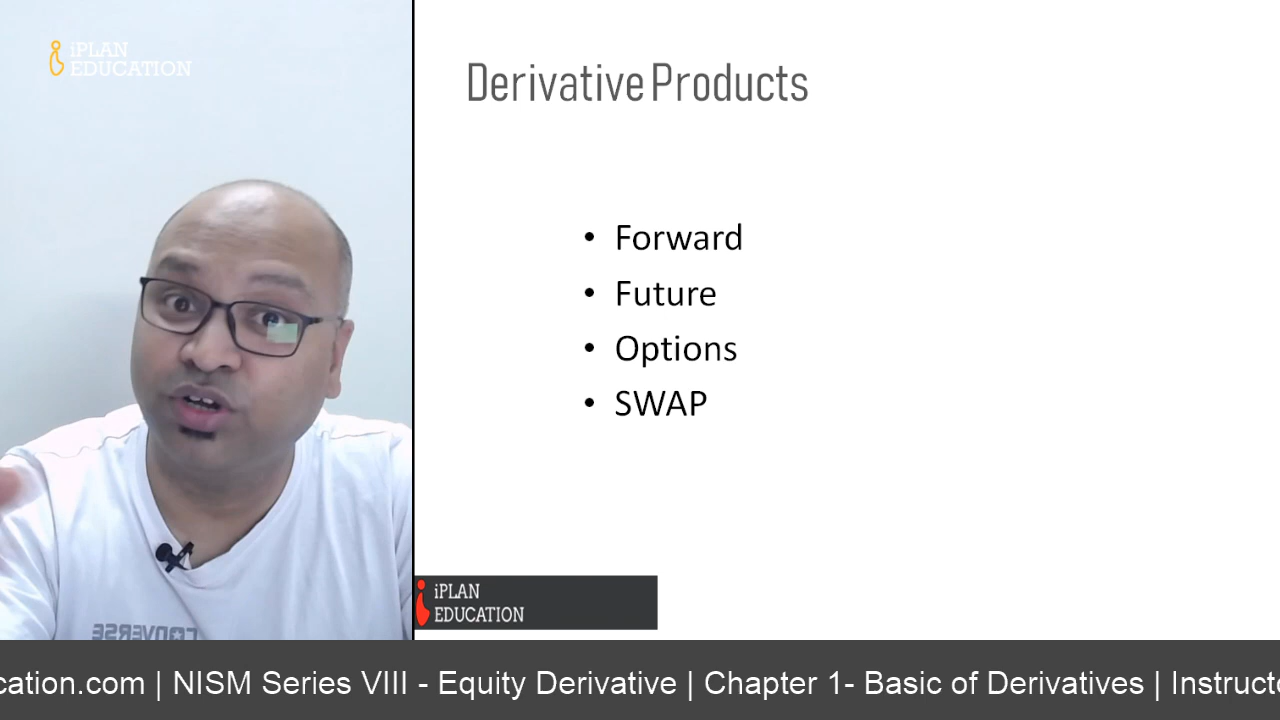 iPLAN
EDUCATION
Derivative Products
• Forward
• Future
• Options
• SWAP
CONVERSE
iPLAN
EDUCATION
cation.com | NISM Series VIII - Equity Derivative | Chapter 1- Basic of Derivatives | Instructo